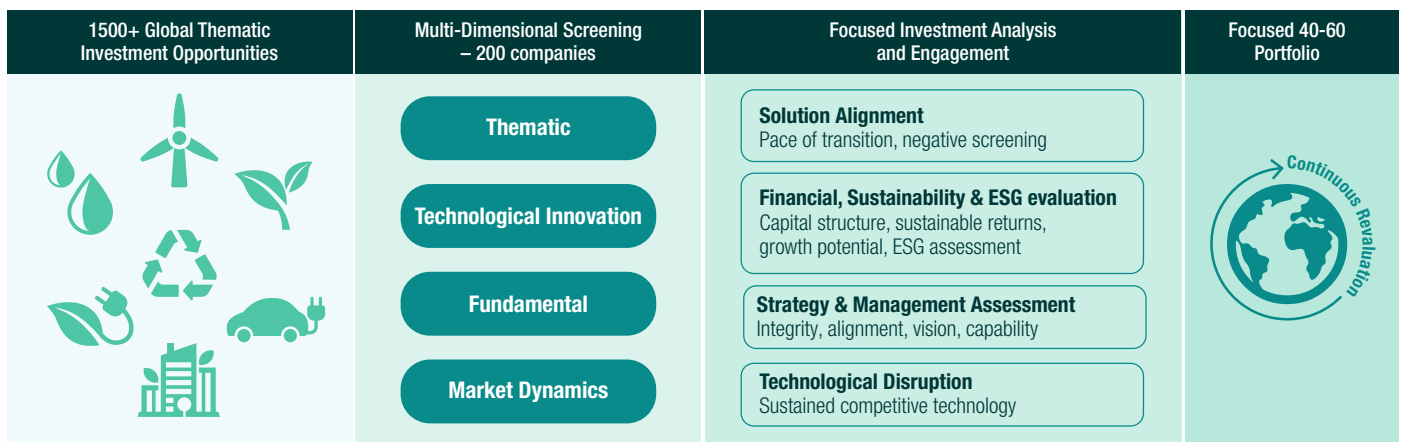 1500+ Global Thematic
Investment Opportunities
Multi-Dimensional Screening
– 200 companies
Thematic
Technological Innovation
Fundamental
Market Dynamics
Focused Investment Analysis
and Engagement
Solution Alignment
Pace of transition, negative screening
Financial, Sustainability & ESG evaluation
Capital structure, sustainable returns,
growth potential, ESG assessment
Strategy & Management Assessment
Integrity, alignment, vision, capability
Technological Disruption
Sustained competitive technology
Focused 40-60
Portfolio
Continuous Revaluation